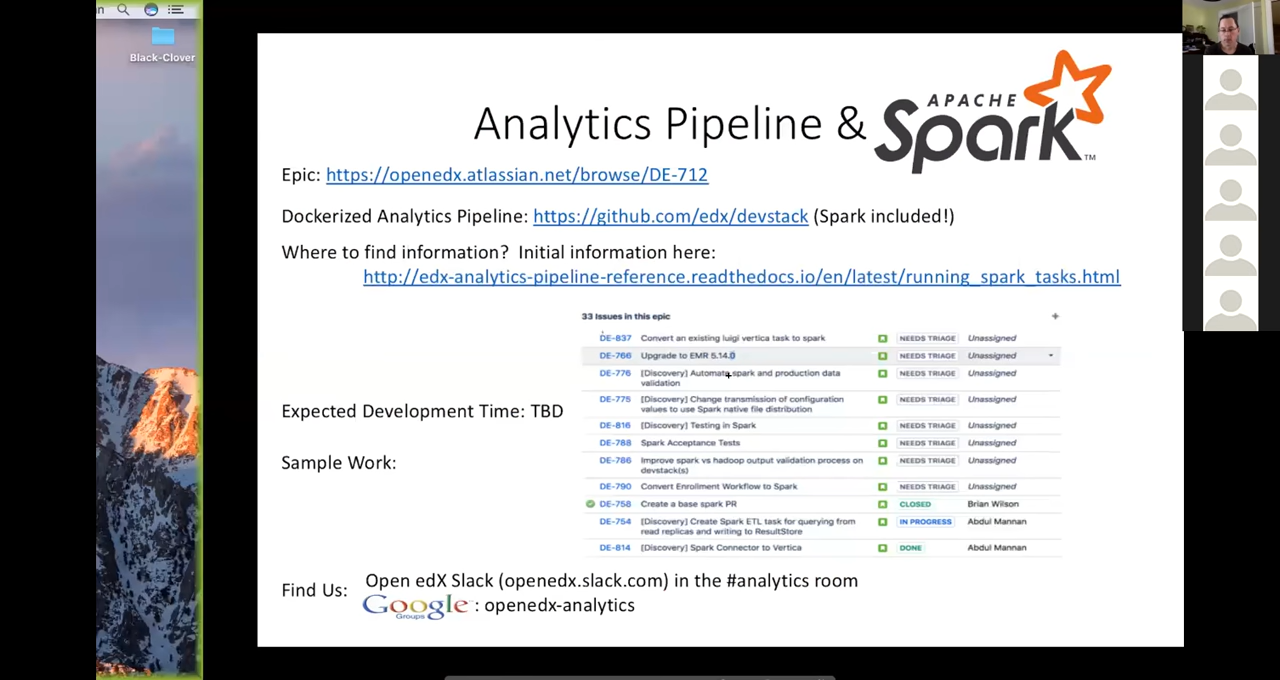 n
Black-Clover
Analytics Pipeline & APACHE Spark™
Epic: https://openedx.atlassian.net/browse/DE-712
Dockerized Analytics Pipeline: https://github.com/edx/devstack (Spark included!)
Where to find information? Initial information here:
http://edx-analytics-pipeline-reference.readthedocs.io/en/latest/running_spark_tasks.html
33 Issues in this epic +
DE-837 Convert an existing luigi vertica task to spark NEEDS TRIAGE Unassigned
DE-766 Upgrade to EMR 5.14.0 NEEDS TRIAGE Unassigned
DE-776 [Discovery] Automate spark and production data NEEDS TRIAGE Unassigned
validation
DE-775 [Discovery] Change transmission of configuration NEEDS TRIAGE Unassigned
values to use Spark native file distribution
DE-816 [Discovery] Testing in Spark NEEDS TRIAGE Unassigned
DE-788 Spark Acceptance Tests NEEDS TRIAGE Unassigned
DE-786 Improve spark vs hadoop output validation process on NEEDS TRIAGE Unassigned
devstack(s)
DE-790 Convert Enrollment Workflow to Spark NEEDS TRIAGE Unassigned
DE-758 Create a base spark PR CLOSED Brian Wilson
DE-754 [Discovery] Create Spark ETL task for querying from IN PROGRESS Abdul Mannan
read replicas and writing to ResultStore
DE-814 [Discovery] Spark Connector to Vertica DONE Abdul Mannan
Expected Development Time: TBD
Sample Work:
Find Us: Open edX Slack (openedx.slack.com) in the #analytics room
Google Groups : openedx-analytics